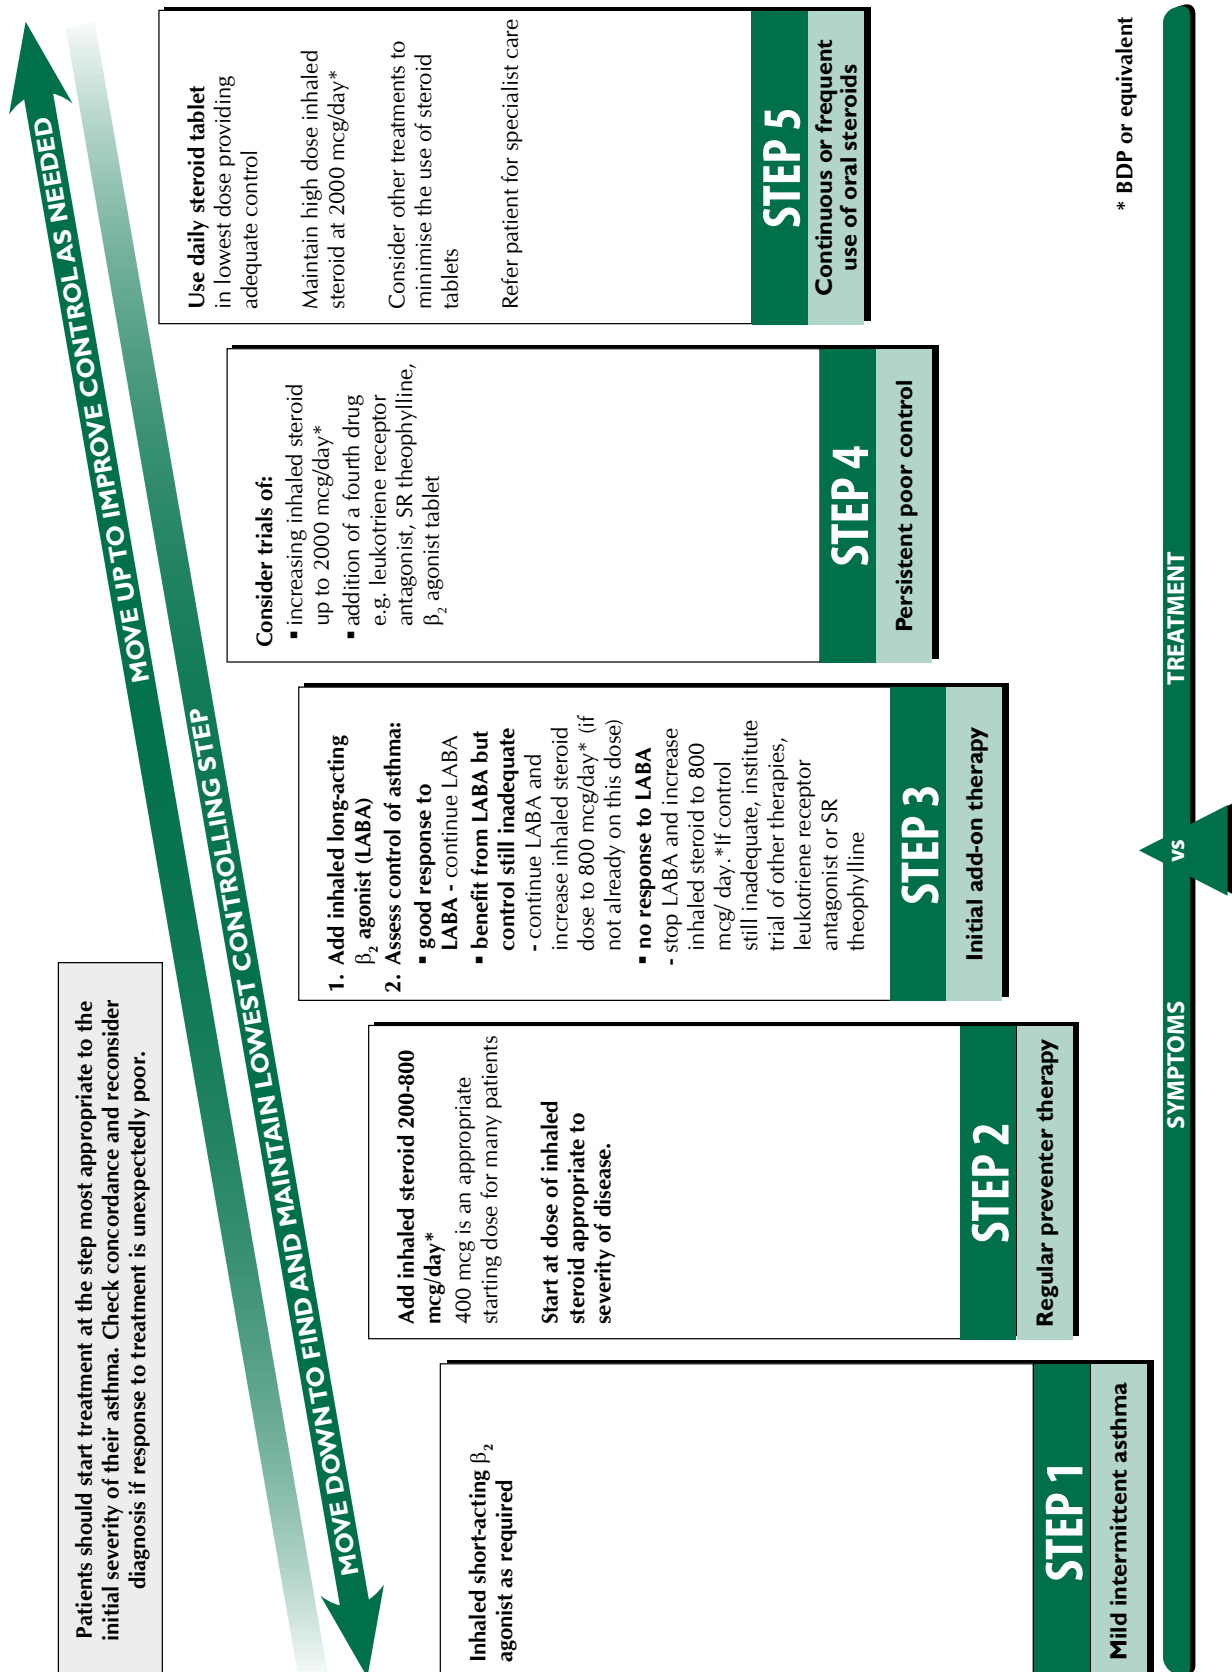 Patients should start treatment at the step most appropriate to the
initial severity of their asthma. Check concordance and reconsider
diagnosis if response to treatment is unexpectedly poor.
MOVE UP TO IMPROVE CONTROL AS NEEDED
MOVE DOWN TO FIND AND MAINTAIN LOWEST CONTROLLING STEP
Inhaled short-acting β₂
agonist as required
STEP 1
Mild intermittent asthma
Add inhaled steroid 200-800
mcg/day*
400 mcg is an appropriate
starting dose for many patients
Start at dose of inhaled
steroid appropriate to
severity of disease.
STEP 2
Regular preventer therapy
1. Add inhaled long-acting
β₂ agonist (LABA)
2. Assess control of asthma:
▪ good response to
LABA - continue LABA
▪ benefit from LABA but
control still inadequate
- continue LABA and
increase inhaled steroid
dose to 800 mcg/day* (if
not already on this dose)
▪ no response to LABA
- stop LABA and increase
inhaled steroid to 800
mcg/ day.*If control
still inadequate, institute
trial of other therapies,
leukotriene receptor
antagonist or SR
theophylline
STEP 3
Initial add-on therapy
Consider trials of:
▪ increasing inhaled steroid
up to 2000 mcg/day*
▪ addition of a fourth drug
e.g. leukotriene receptor
antagonist, SR theophylline,
β₂ agonist tablet
STEP 4
Persistent poor control
Use daily steroid tablet
in lowest dose providing
adequate control
Maintain high dose inhaled
steroid at 2000 mcg/day*
Consider other treatments to
minimise the use of steroid
tablets
Refer patient for specialist care
STEP 5
Continuous or frequent
use of oral steroids
* BDP or equivalent
SYMPTOMS
vs
TREATMENT